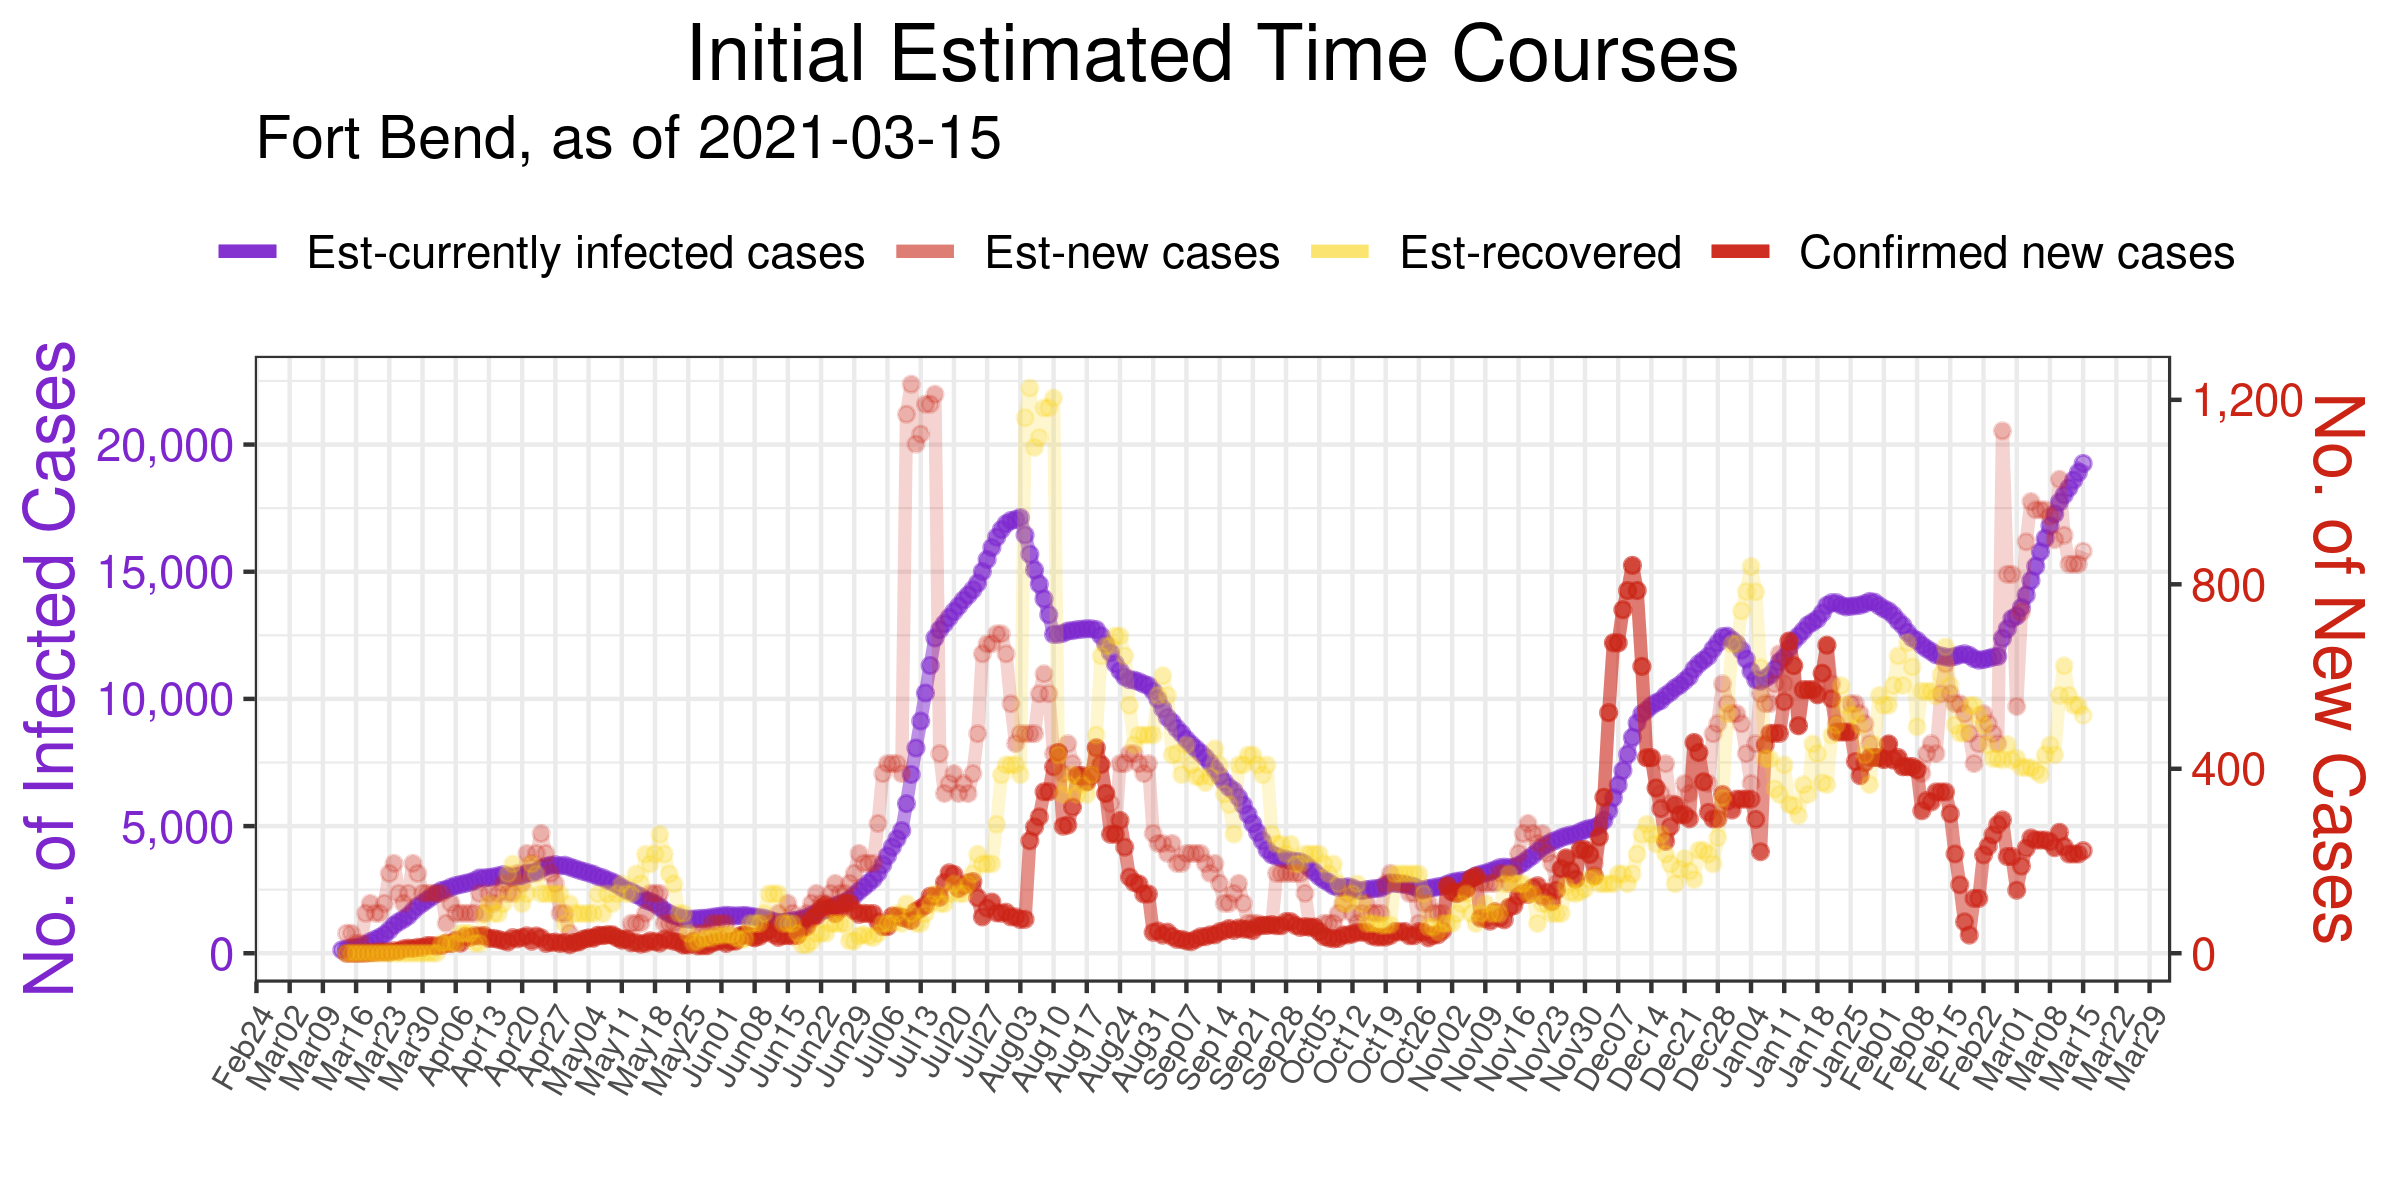 Initial Estimated Time Courses
Fort Bend, as of 2021-03-15
Est-currently infected cases Est-new cases Est-recovered Confirmed new cases
No. of Infected Cases
20,000
15,000
10,000
5,000
0
1,200
800
400
0
No. of New Cases
Feb24 Mar02 Mar09 Mar16 Mar23 Mar30 Apr06 Apr13 Apr20 Apr27 May04 May11 May18 May25 Jun01 Jun08 Jun15 Jun22 Jun29 Jul06 Jul13 Jul20 Jul27 Aug03 Aug10 Aug17 Aug24 Aug31 Sep07 Sep14 Sep21 Sep28 Oct05 Oct12 Oct19 Oct26 Nov02 Nov09 Nov16 Nov23 Nov30 Dec07 Dec14 Dec21 Dec28 Jan04 Jan11 Jan18 Jan25 Feb01 Feb08 Feb15 Feb22 Mar01 Mar08 Mar15 Mar22 Mar29